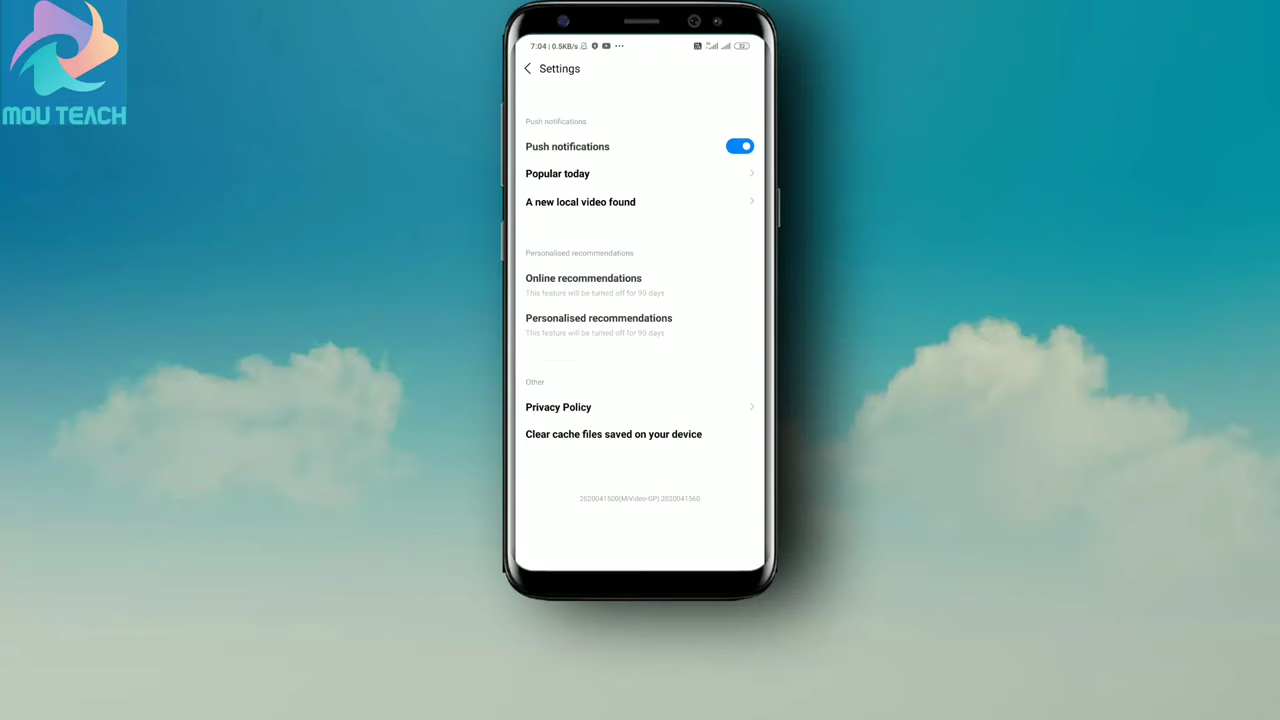 MOU TEACH
7:04 | 0.5KB/s
Settings
Push notifications
Push notifications
Popular today
A new local video found
Personalised recommendations
Online recommendations
This feature will be turned off for 90 days
Personalised recommendations
This feature will be turned off for 90 days
Other
Privacy Policy
Clear cache files saved on your device
2020041500(MiVideo-GP):2020041560